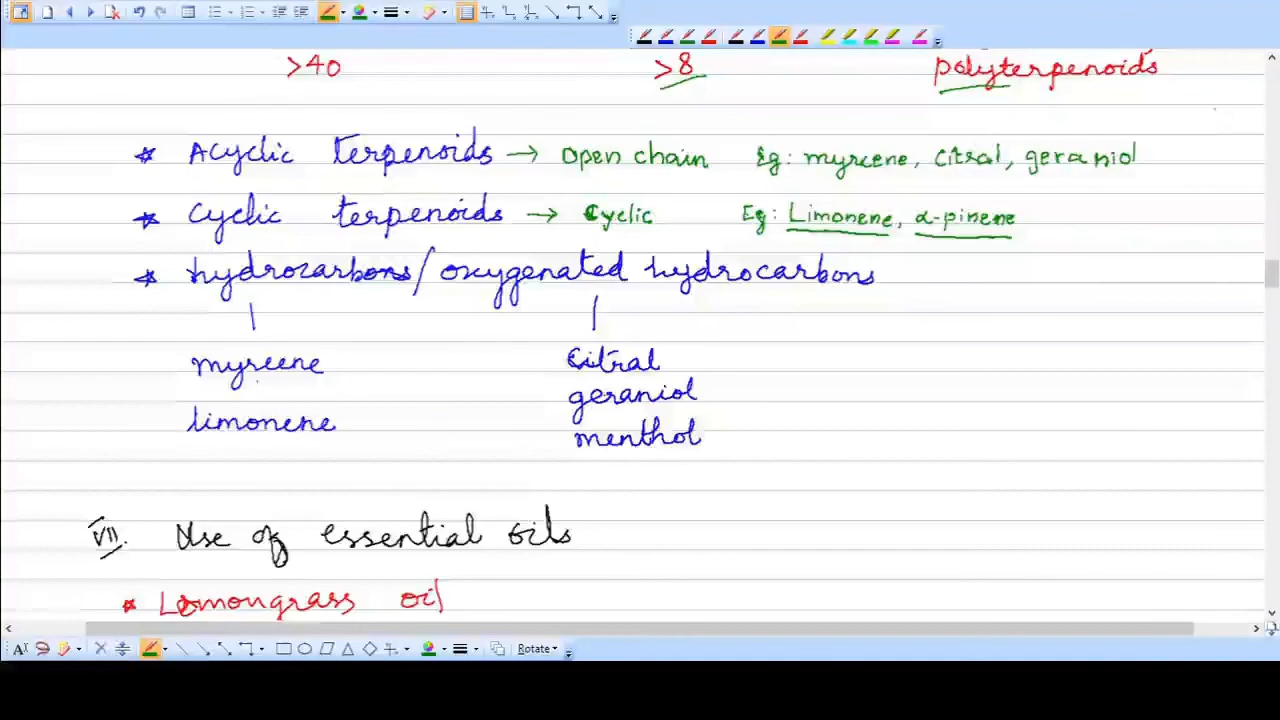 >40 >8 polyterpenoids
* Acyclic terpenoids → Open chain Eg: myrcene, citral, geraniol
* Cyclic terpenoids → Cyclic Eg: Limonene, α-pinene
* hydrocarbons/oxygenated hydrocarbons
myrcene Citral
geraniol
limonene menthol
VII. Use of essential oils
* Lemongrass oil
Rotate